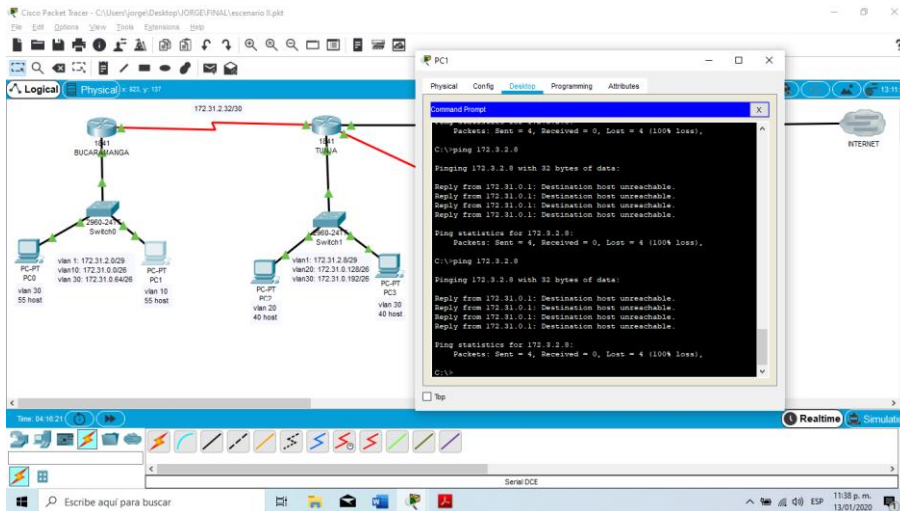 Cisco Packet Tracer - C:\Users\jorge\Desktop\JORGE\FINAL\escenario II.pkt
File Edit Options View Tools Extensions Help
Logical
Physical
x: 823, y: 137
13:11:
172.31.2.32/30
1841
BUCARAMANGA
1841
TUNJA
INTERNET
2960-24TT
Switch0
2960-24TT
Switch1
PC-PT
PC0
vlan 30
55 host
vlan 1: 172.31.2.0/29
vlan10: 172.31.0.0/26
vlan 30: 172.31.0.64/26
PC-PT
PC1
vlan 10
55 host
PC-PT
PC2
vlan 20
40 host
vlan1: 172.31.2.8/29
vlan20: 172.31.0.128/26
vlan30: 172.31.0.192/26
PC-PT
PC3
vlan 30
40 host
PC1
Physical Config Desktop Programming Attributes
Command Prompt
X
Packets: Sent = 4, Received = 0, Lost = 4 (100% loss),
C:\>ping 172.3.2.8
Pinging 172.3.2.8 with 32 bytes of data:
Reply from 172.31.0.1: Destination host unreachable.
Reply from 172.31.0.1: Destination host unreachable.
Reply from 172.31.0.1: Destination host unreachable.
Reply from 172.31.0.1: Destination host unreachable.
Ping statistics for 172.3.2.8:
Packets: Sent = 4, Received = 0, Lost = 4 (100% loss),
C:\>ping 172.3.2.8
Pinging 172.3.2.8 with 32 bytes of data:
Reply from 172.31.0.1: Destination host unreachable.
Reply from 172.31.0.1: Destination host unreachable.
Reply from 172.31.0.1: Destination host unreachable.
Reply from 172.31.0.1: Destination host unreachable.
Ping statistics for 172.3.2.8:
Packets: Sent = 4, Received = 0, Lost = 4 (100% loss),
C:\>
Top
Time: 04:16:21
Realtime
Simulati
Serial DCE
Escribe aquí para buscar
ESP
11:38 p. m.
13/01/2020